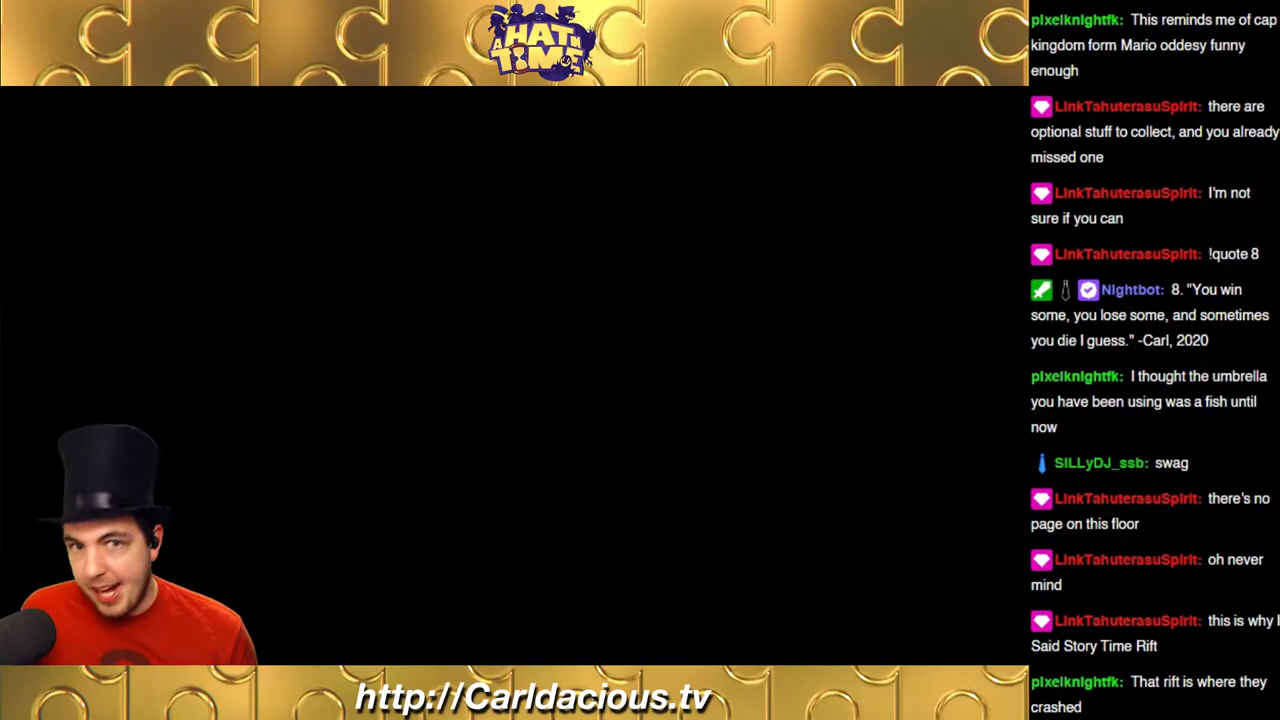 A HAT IN TIME
pixelknightfk: This reminds me of cap
kingdom form Mario oddesy funny
enough
LinkTahuterasuSpirit: there are
optional stuff to collect, and you already
missed one
LinkTahuterasuSpirit: I'm not
sure if you can
LinkTahuterasuSpirit: !quote 8
Nightbot: 8. "You win
some, you lose some, and sometimes
you die I guess." -Carl, 2020
pixelknightfk: I thought the umbrella
you have been using was a fish until
now
SILLyDJ_ssb: swag
LinkTahuterasuSpirit: there's no
page on this floor
LinkTahuterasuSpirit: oh never
mind
LinkTahuterasuSpirit: this is why I
Said Story Time Rift
pixelknightfk: That rift is where they
crashed
http://Carldacious.tv